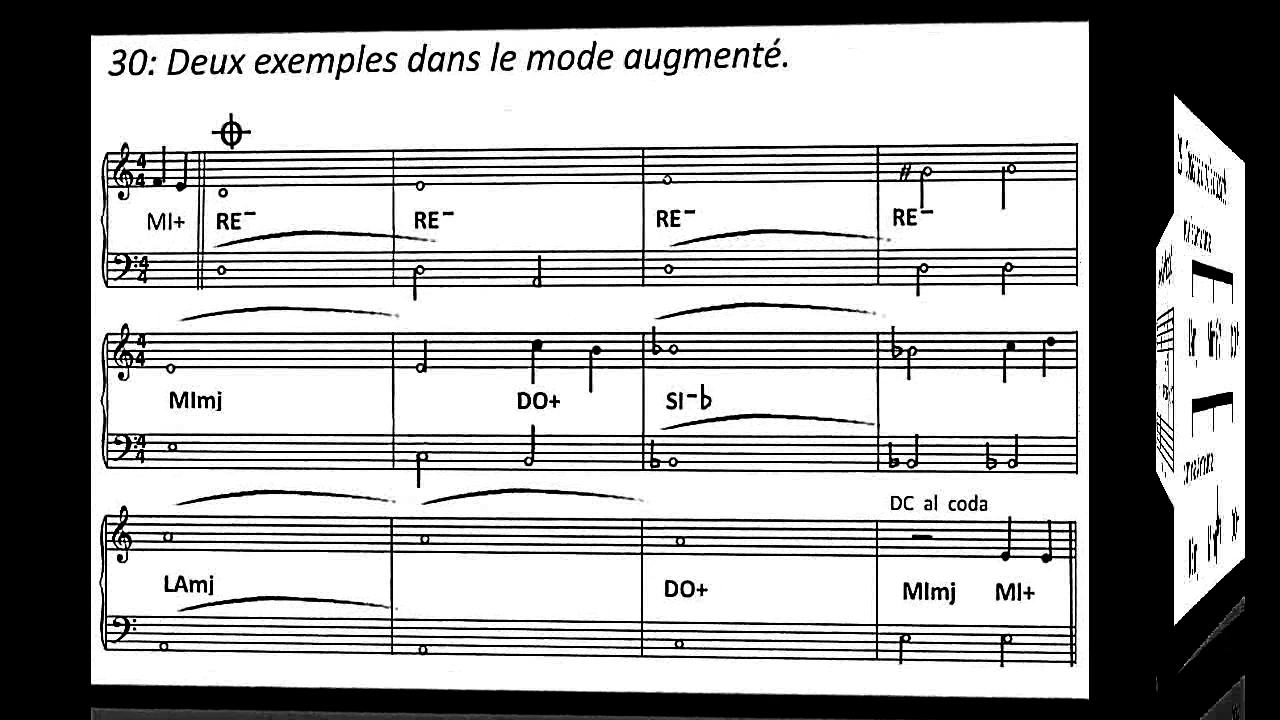 30: Deux exemples dans le mode augmenté.
MI+ RE– RE– RE– RE–
MImj DO+ SI–b
DC al coda
LAmj DO+ MImj MI+